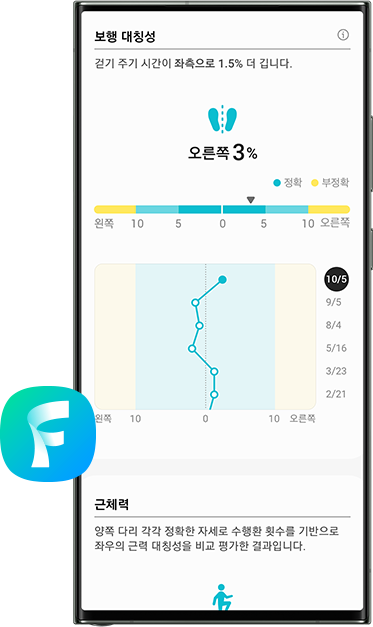 보행 대칭성
걷기 주기 시간이 좌측으로 1.5% 더 깁니다.
오른쪽 3%
정확 부정확
왼쪽 10 5 0 5 10 오른쪽
10/5
9/5
8/4
5/16
3/23
2/21
왼쪽 10 0 10 오른쪽
F
근체력
양쪽 다리 각각 정확한 자세로 수행환 횟수를 기반으로
좌우의 근력 대칭성을 비교 평가한 결과입니다.